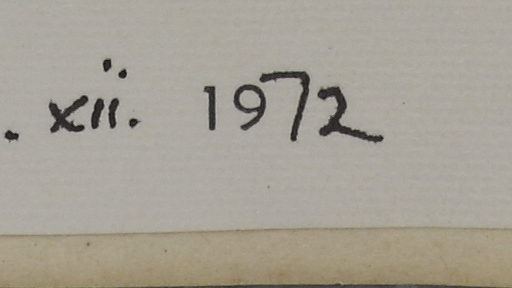 . xii. 1972